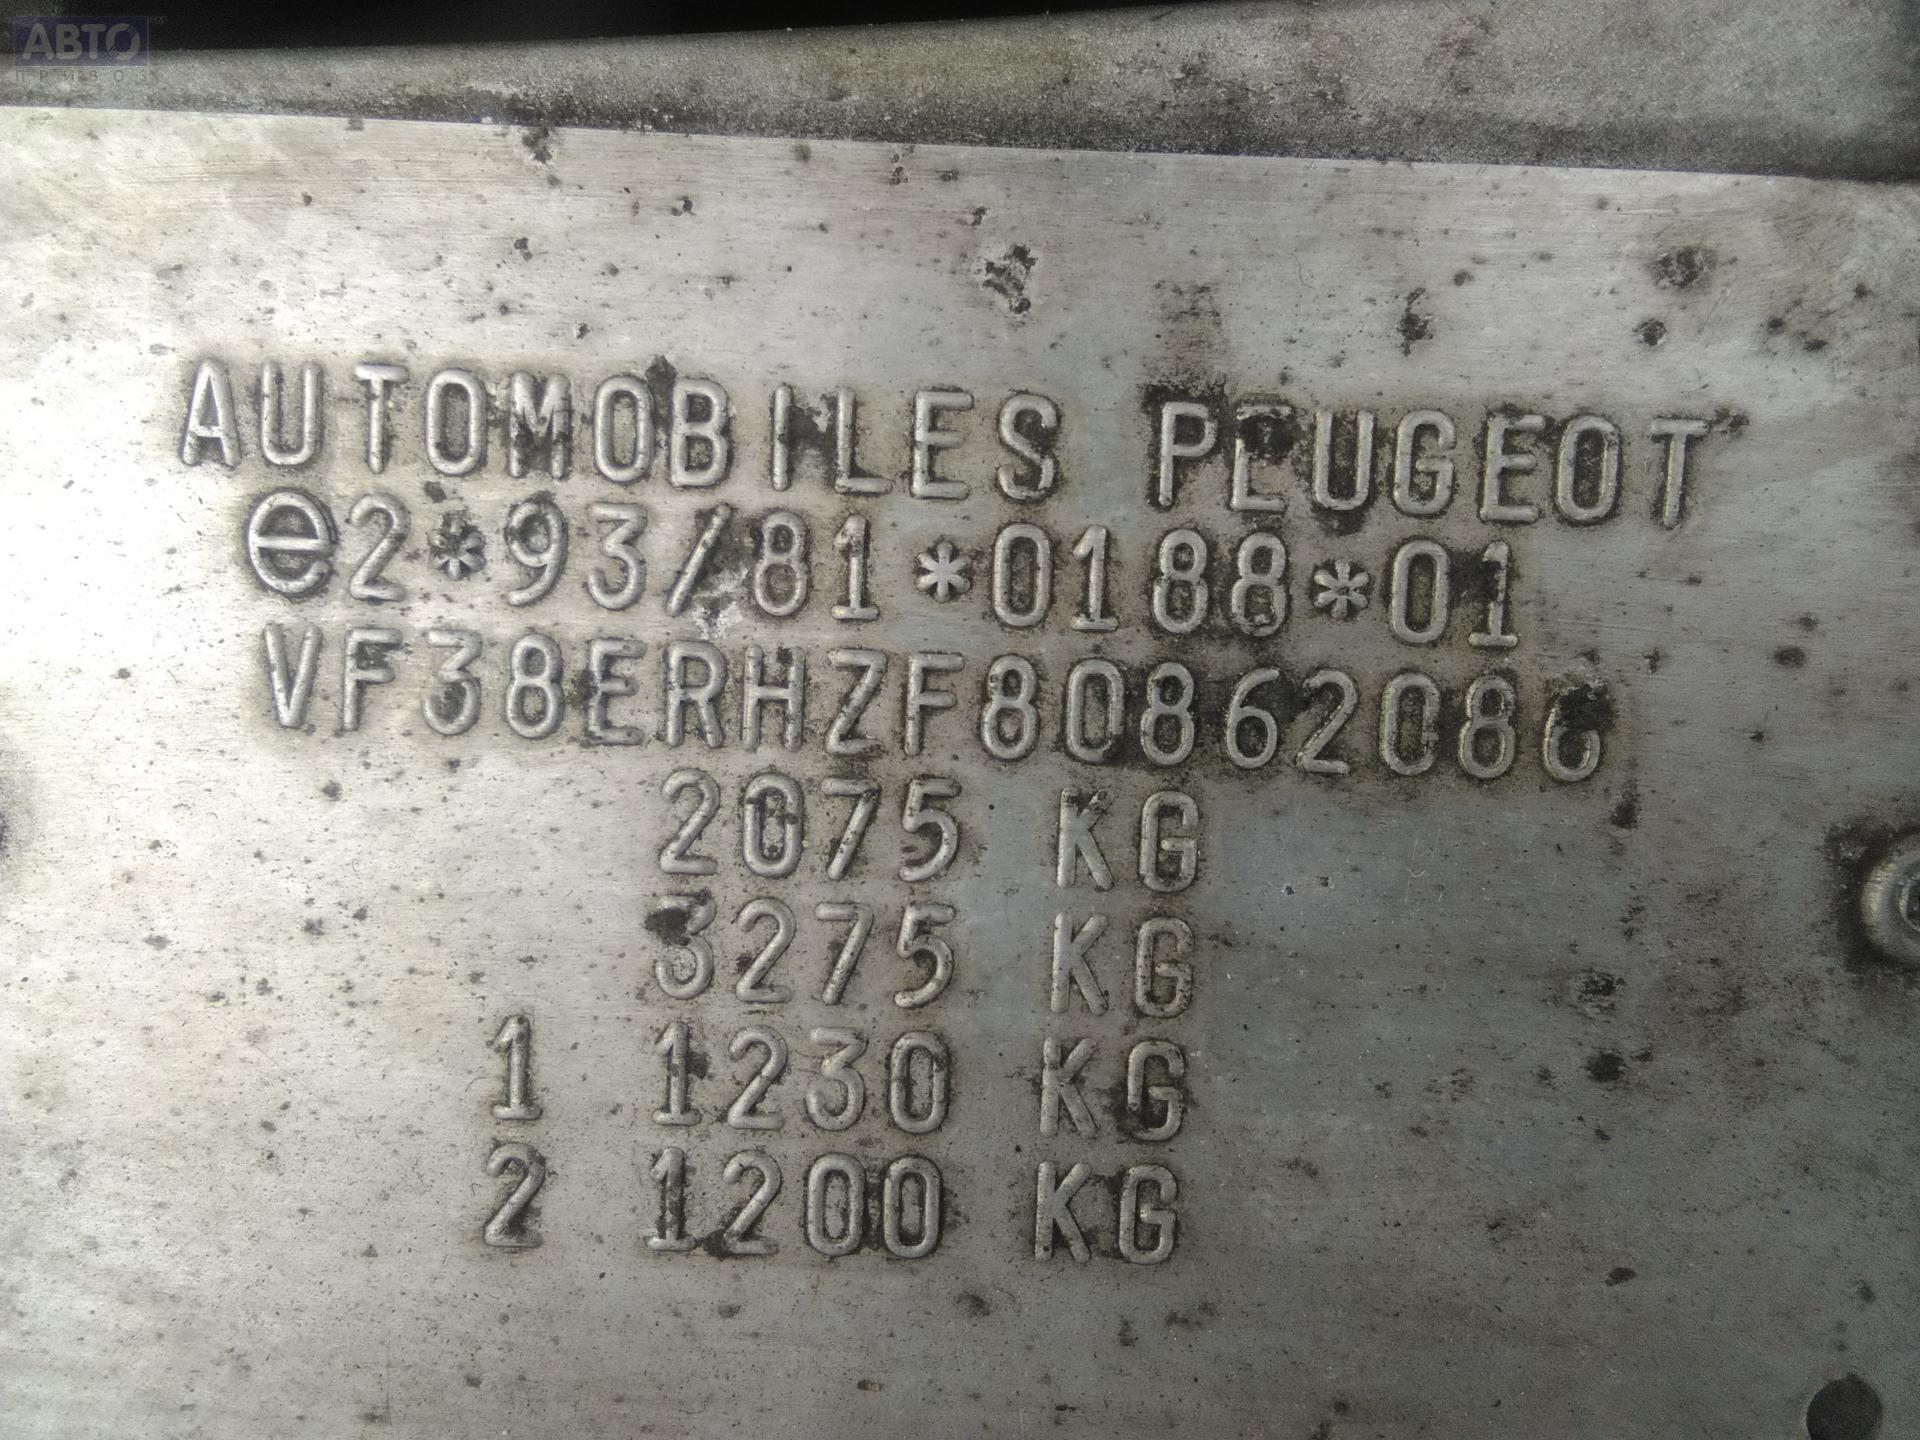 АВТО
ПРИВОЗ
AUTOMOBILES PEUGEOT
e2*93/81*0188*01
VF38ERHZF80862086
2075 KG
3275 KG
1 1230 KG
2 1200 KG